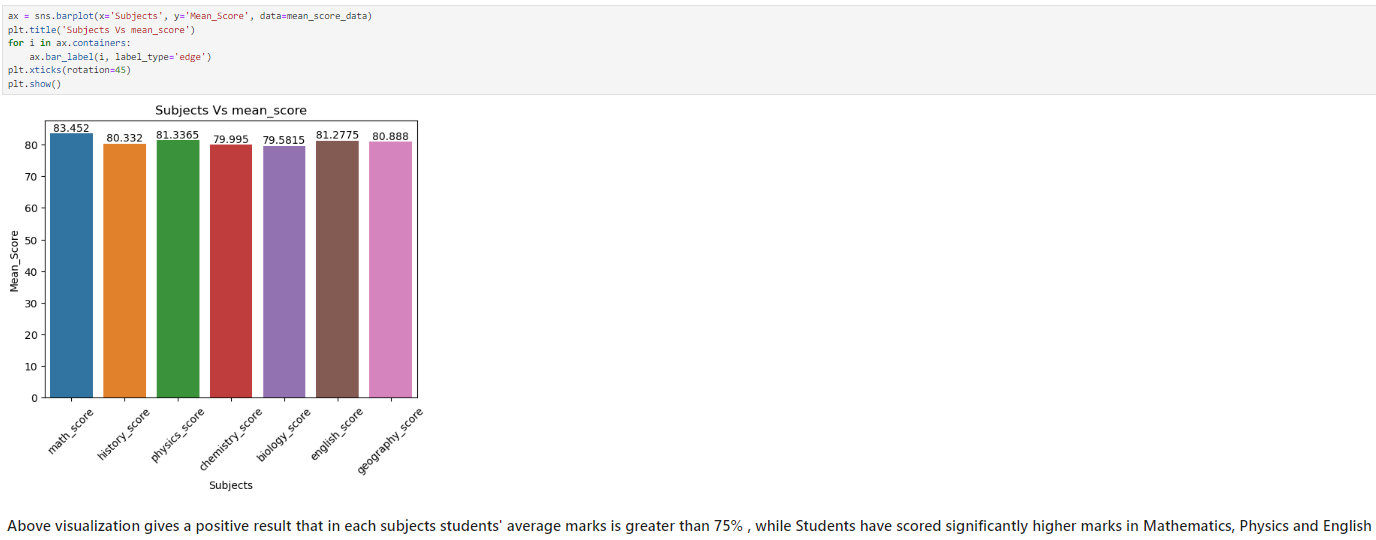 ax = sns.barplot(x='Subjects', y='Mean_Score', data=mean_score_data)
plt.title('Subjects Vs mean_score')
for i in ax.containers:
    ax.bar_label(i, label_type='edge')
plt.xticks(rotation=45)
plt.show()
Subjects Vs mean_score
83.452
80.332
81.3365
79.995
79.5815
81.2775
80.888
80
70
60
50
40
30
20
10
0
Mean_Score
math_score
history_score
physics_score
chemistry_score
biology_score
english_score
geography_score
Subjects
Above visualization gives a positive result that in each subjects students' average marks is greater than 75% , while Students have scored significantly higher marks in Mathematics, Physics and English